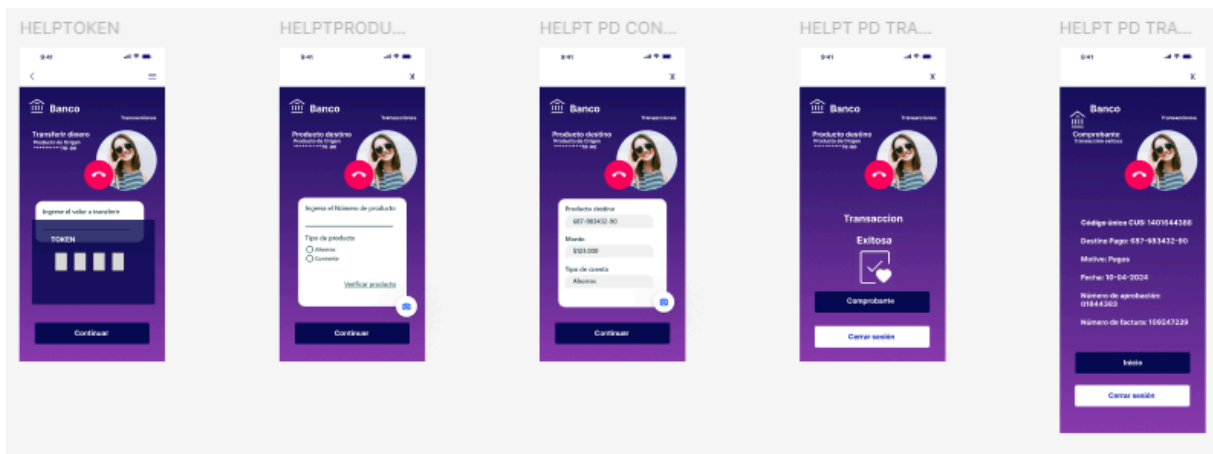 HELPTOKEN
9:41
Banco
Transacciones
Transferir dinero
Producto de Origen
Ingrese el valor a transferir
TOKEN
Continuar
HELPTPRODU...
9:41
X
Banco
Transacciones
Producto destino
Producto de Origen
Ingrese el Número de producto
Tipo de producto
Ahorros
Corriente
Verificar producto
Continuar
HELPT PD CON...
9:41
X
Banco
Transacciones
Producto destino
Producto de Origen
Producto destino
687-983432-90
Monto
$123.000
Tipo de cuenta
Ahorros
Continuar
HELPT PD TRA...
9:41
X
Banco
Transacciones
Producto destino
Producto de Origen
Transaccion
Exitosa
Comprobante
Cerrar sesión
HELPT PD TRA...
9:41
X
Banco
Transacciones
Comprobante
Transaccion exitosa
Código único CUS: 1401644388
Destino Pago: 687-983432-90
Motivo: Pagos
Fecha: 10-04-2024
Número de aprobación:
01844383
Número de factura: 109347229
Inicio
Cerrar sesión